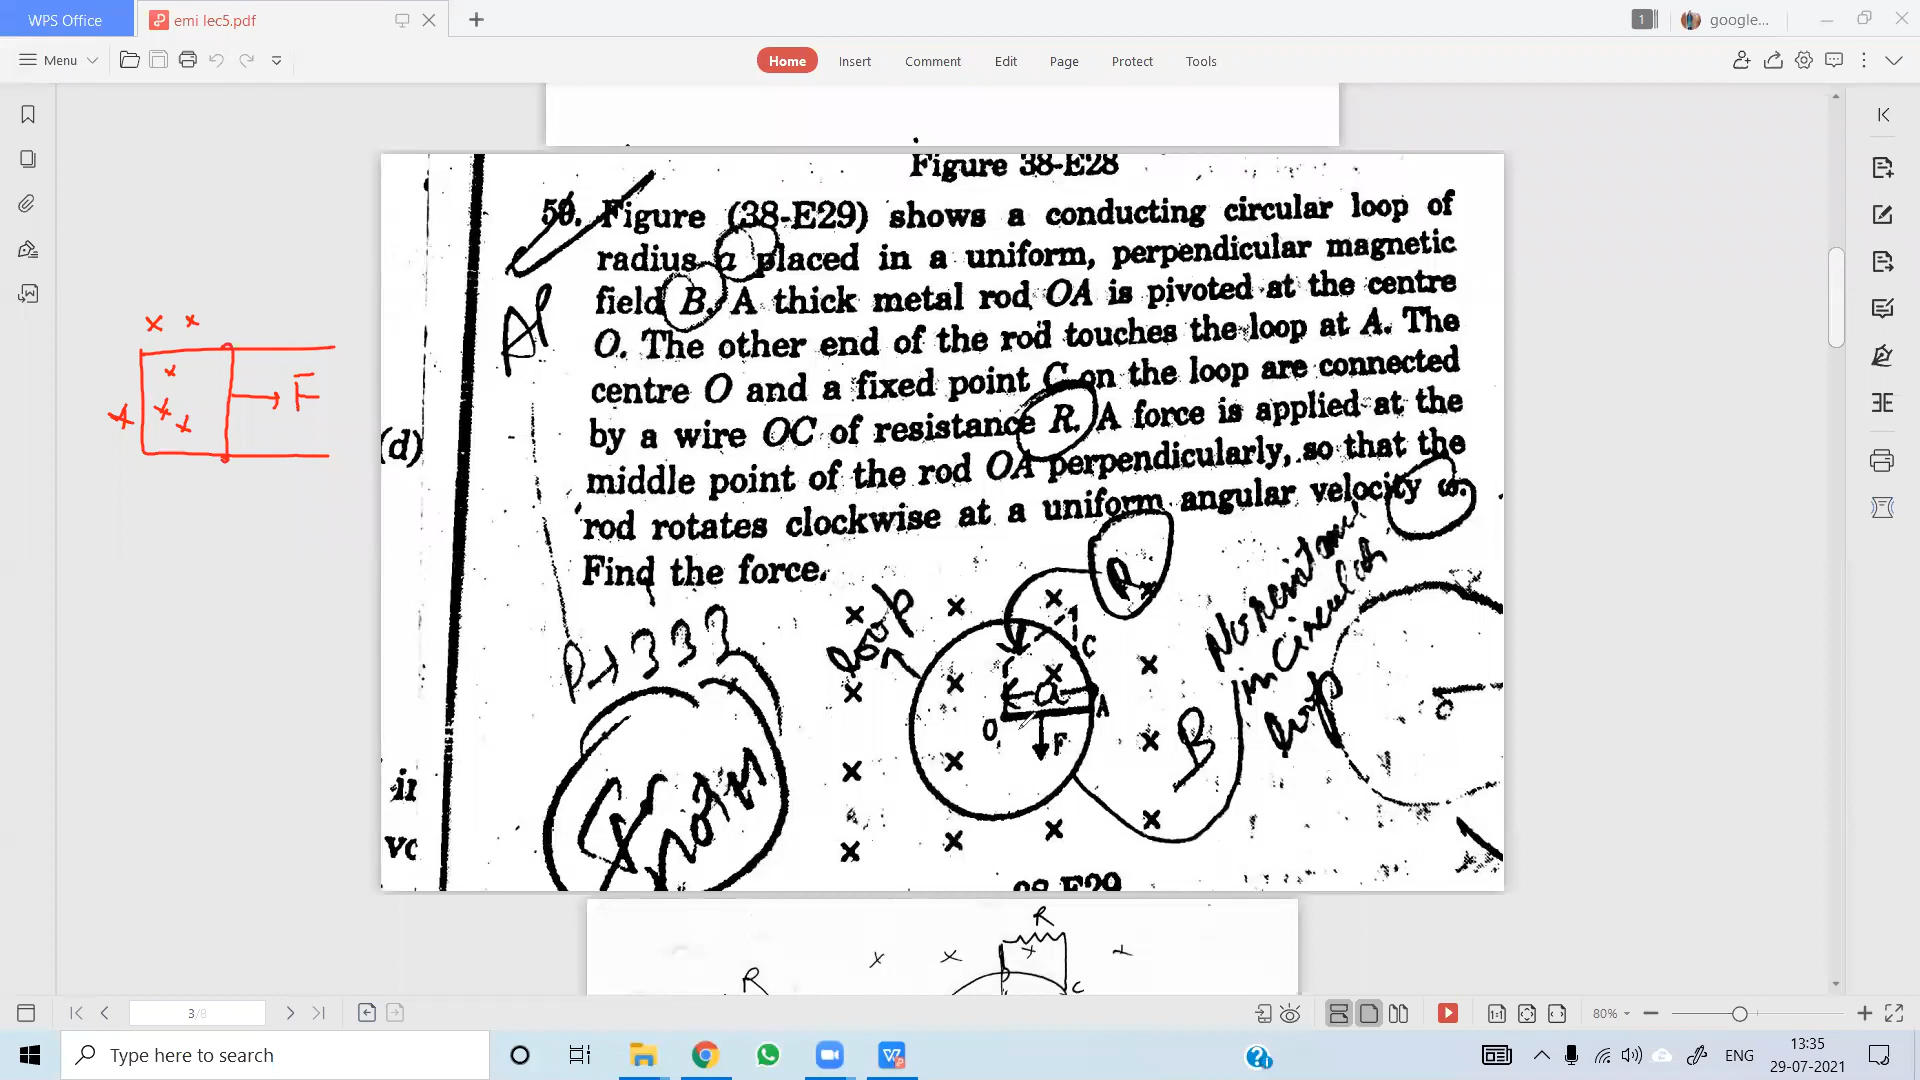 WPS Office
emi lec5.pdf
1
google...
Menu
Home
Insert
Comment
Edit
Page
Protect
Tools
Figure 38-E28
50. Figure (38-E29) shows a conducting circular loop of
radius a placed in a uniform, perpendicular magnetic
field B. A thick metal rod OA is pivoted at the centre
O. The other end of the rod touches the loop at A. The
centre O and a fixed point C on the loop are connected
by a wire OC of resistance R. A force is applied at the
middle point of the rod OA perpendicularly, so that the
rod rotates clockwise at a uniform angular velocity ω.
Find the force.
(d)
F
P→333
loop
R
C
a
A
O
F
B
No resistance
in Circular
loop
O
38-E29
R
R
C
3/8
80%
Type here to search
ENG
13:35
29-07-2021